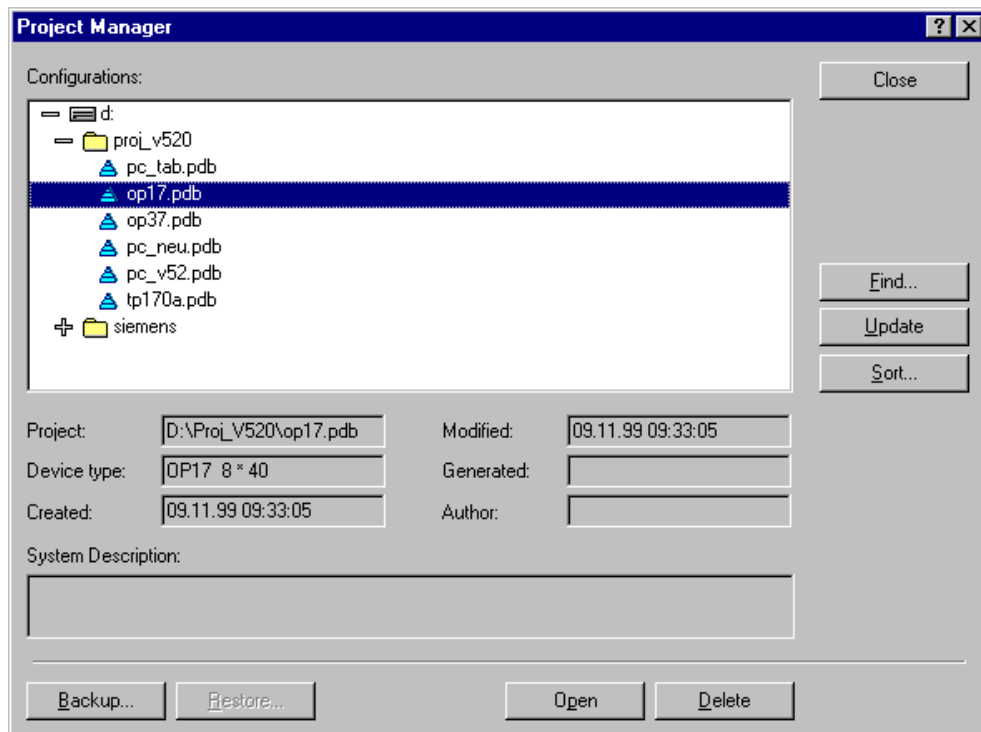 Project Manager
Configurations:
Close
d:
proj_v520
pc_tab.pdb
op17.pdb
op37.pdb
pc_neu.pdb
pc_v52.pdb
tp170a.pdb
siemens
Find...
Update
Sort...
Project: D:\Proj_V520\op17.pdb Modified: 09.11.99 09:33:05
Device type: OP17 8 * 40 Generated:
Created: 09.11.99 09:33:05 Author:
System Description:
Backup... Restore... Open Delete